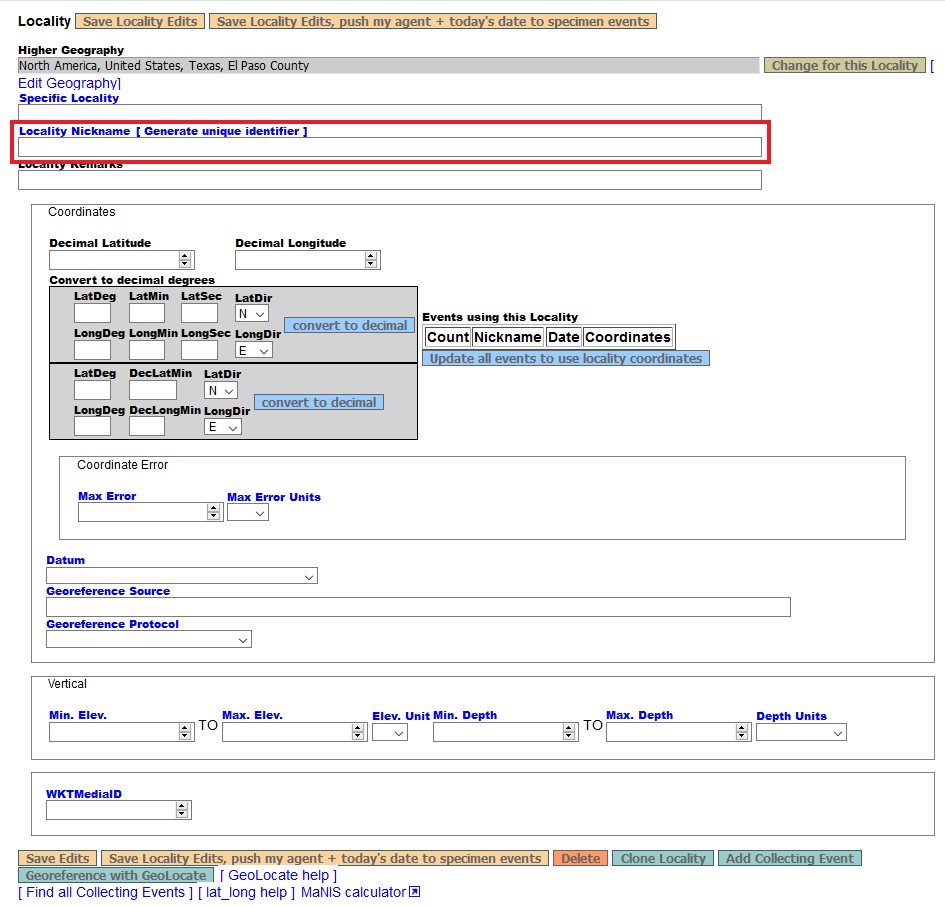 Locality Save Locality Edits Save Locality Edits, push my agent + today's date to specimen events
Higher Geography
North America, United States, Texas, El Paso County Change for this Locality [
Edit Geography]
Specific Locality
Locality Nickname [ Generate unique identifier ]
Locality Remarks
Coordinates
Decimal Latitude Decimal Longitude
Convert to decimal degrees
LatDeg LatMin LatSec LatDir
N
convert to decimal
LongDeg LongMin LongSec LongDir
E
Events using this Locality
Count Nickname Date Coordinates
Update all events to use locality coordinates
LatDeg DecLatMin LatDir
N
convert to decimal
LongDeg DecLongMin LongDir
E
Coordinate Error
Max Error Max Error Units
Datum
Georeference Source
Georeference Protocol
Vertical
Min. Elev. TO Max. Elev. Elev. Unit Min. Depth TO Max. Depth Depth Units
WKTMediaID
Save Edits Save Locality Edits, push my agent + today's date to specimen events Delete Clone Locality Add Collecting Event
Georeference with GeoLocate [ GeoLocate help ]
[ Find all Collecting Events ] [ lat_long help ] MaNIS calculator